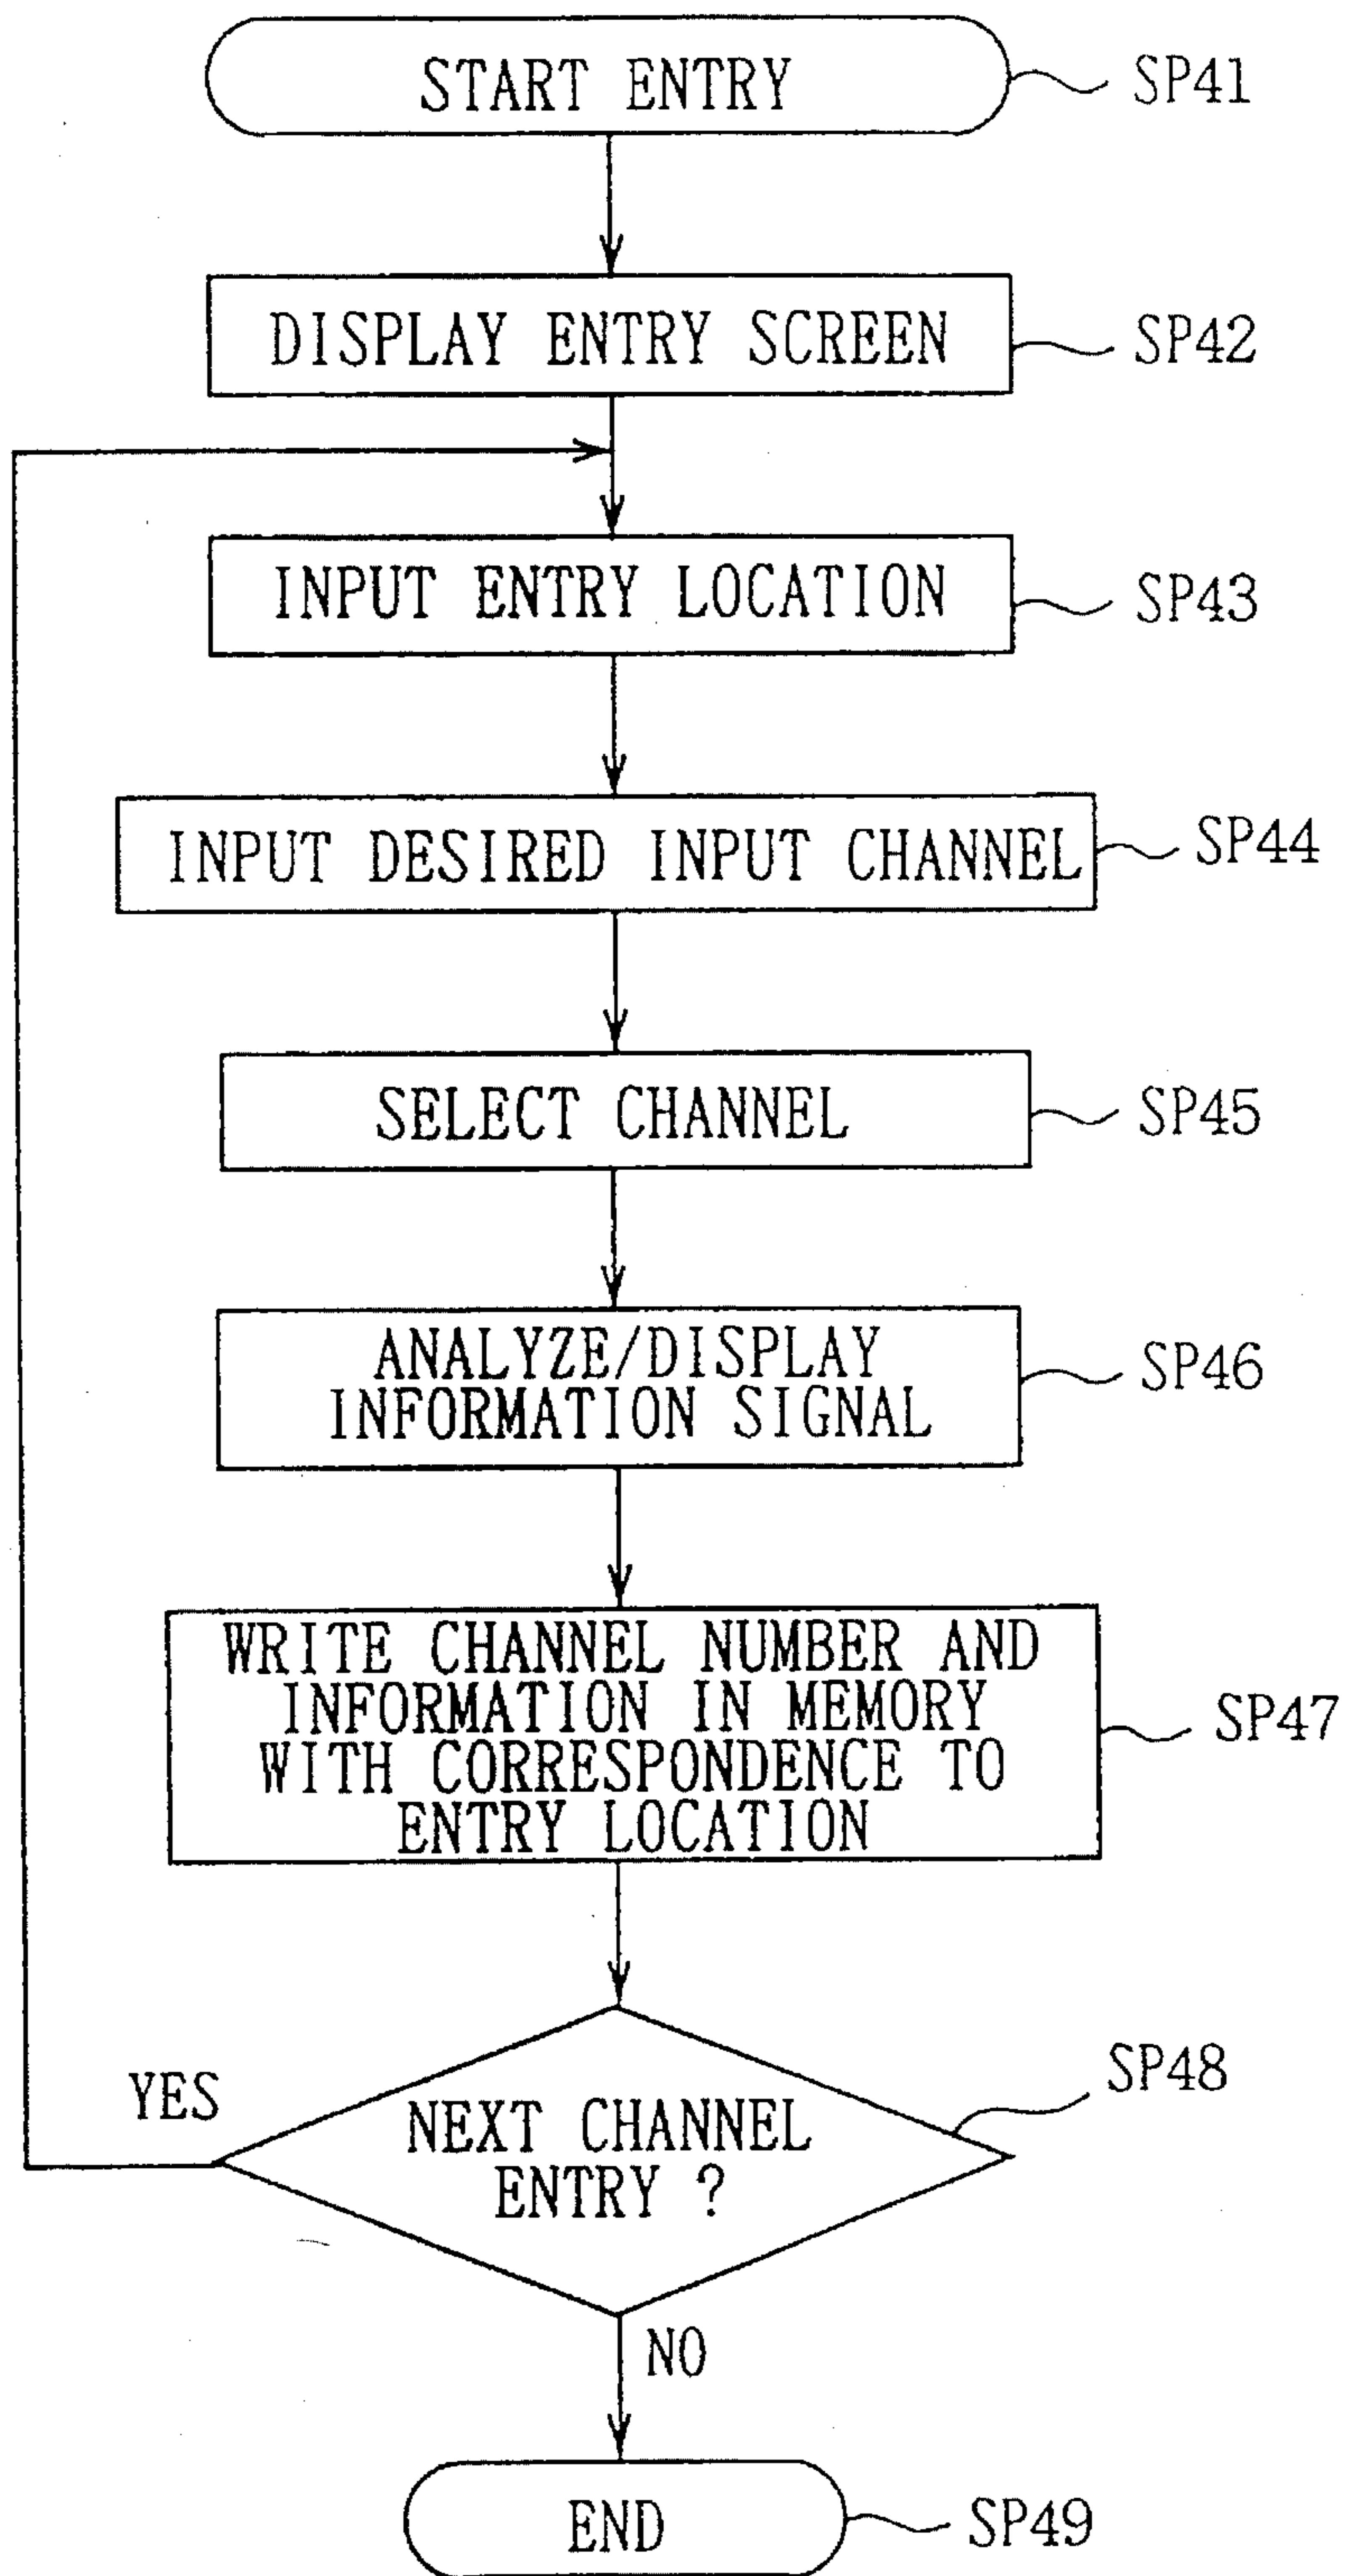 START ENTRY
SP41
DISPLAY ENTRY SCREEN
SP42
INPUT ENTRY LOCATION
SP43
INPUT DESIRED INPUT CHANNEL
SP44
SELECT CHANNEL
SP45
ANALYZE/DISPLAY
INFORMATION SIGNAL
SP46
WRITE CHANNEL NUMBER AND
INFORMATION IN MEMORY
WITH CORRESPONDENCE TO
ENTRY LOCATION
SP47
YES
NEXT CHANNEL
ENTRY ?
SP48
NO
END
SP49